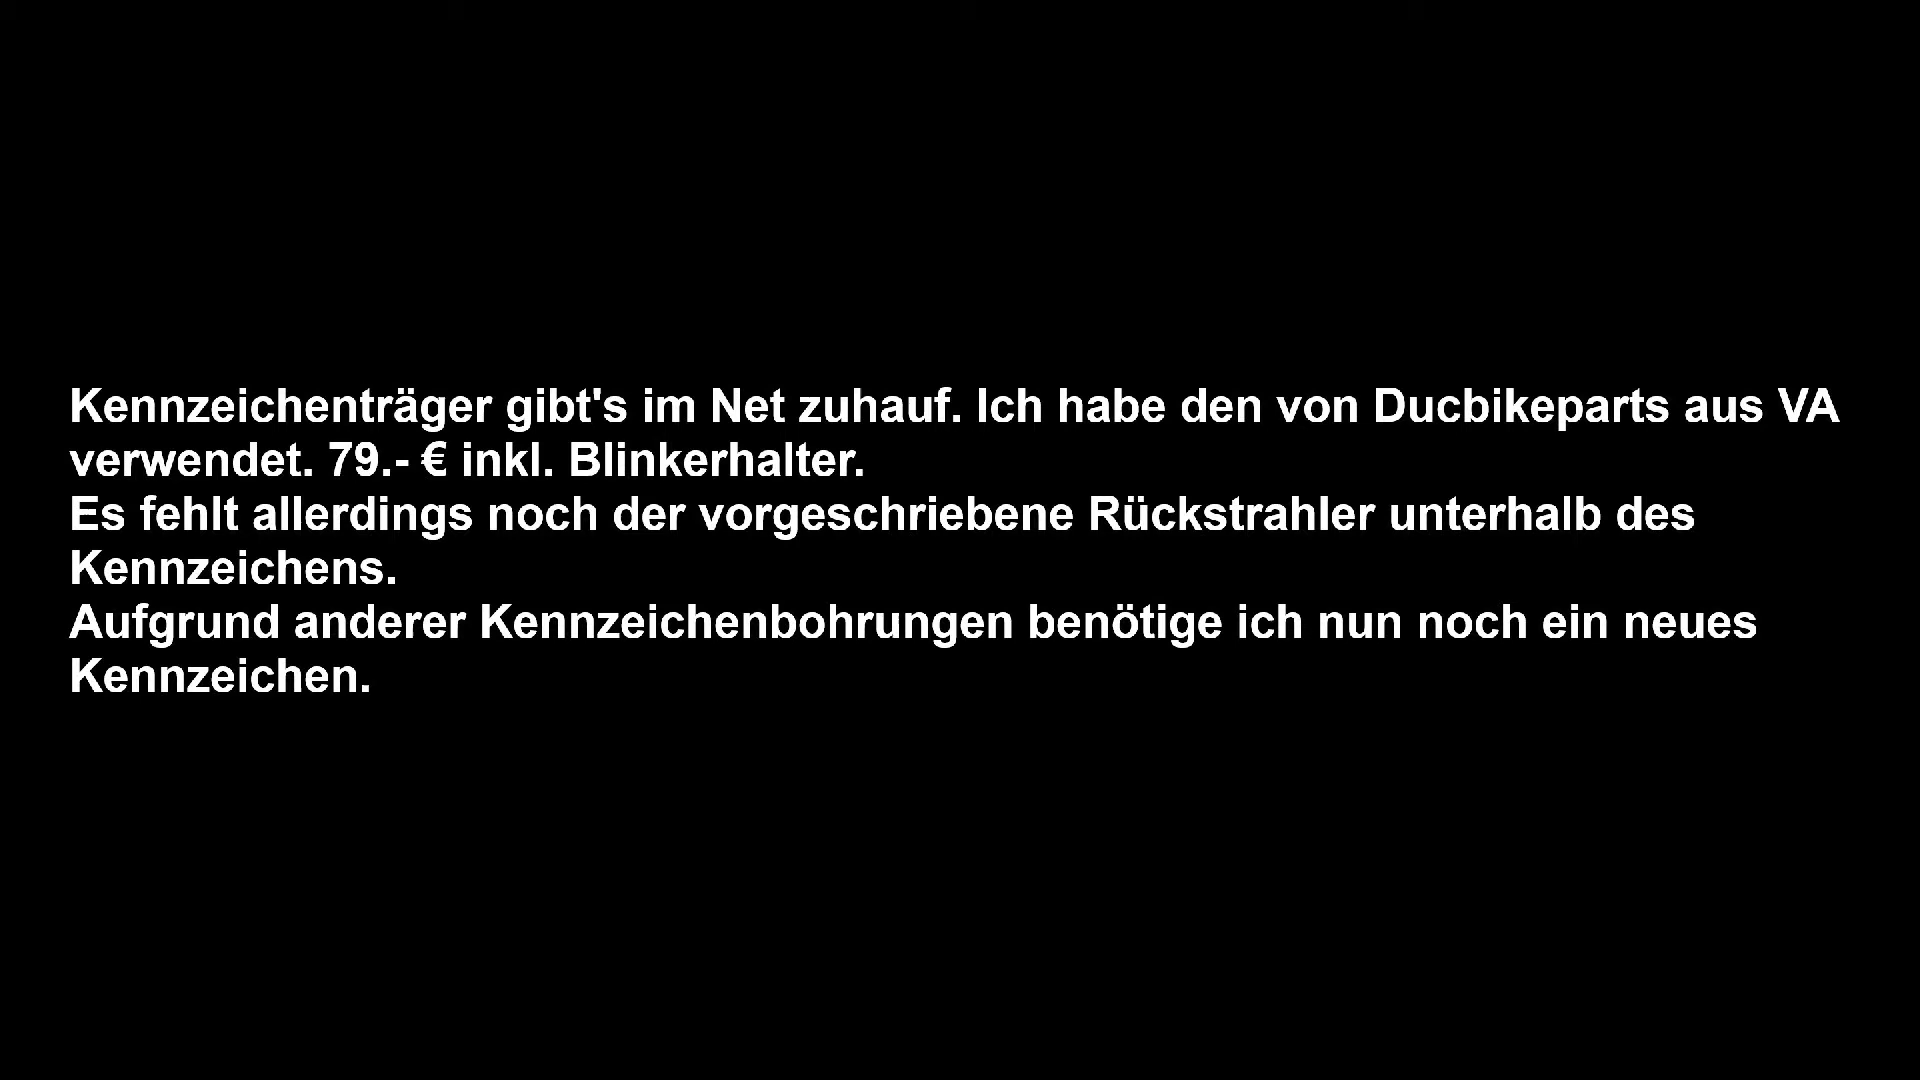 Kennzeichenträger gibt's im Net zuhauf. Ich habe den von Ducbikeparts aus VA
verwendet. 79.- € inkl. Blinkerhalter.
Es fehlt allerdings noch der vorgeschriebene Rückstrahler unterhalb des
Kennzeichens.
Aufgrund anderer Kennzeichenbohrungen benötige ich nun noch ein neues
Kennzeichen.